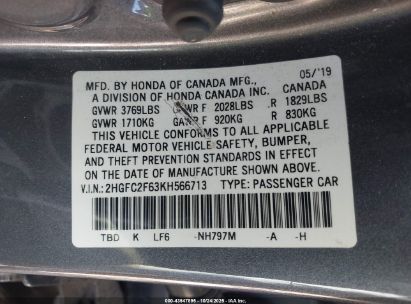 MFD. BY HONDA OF CANADA MFG., 05/'19
A DIVISION OF HONDA CANADA INC. CANADA
GVWR 3769LBS GAWR F 2028LBS R 1829LBS
GVWR 1710KG GAWR F 920KG R 830KG
THIS VEHICLE CONFORMS TO ALL APPLICABLE
FEDERAL MOTOR VEHICLE SAFETY, BUMPER,
AND THEFT PREVENTION STANDARDS IN EFFECT
ON THE DATE OF MANUFACTURE SHOWN ABOVE.
V.I.N.: 2HGFC2F63KH566713 TYPE: PASSENGER CAR
TBD K LF6 -NH797M -A -H